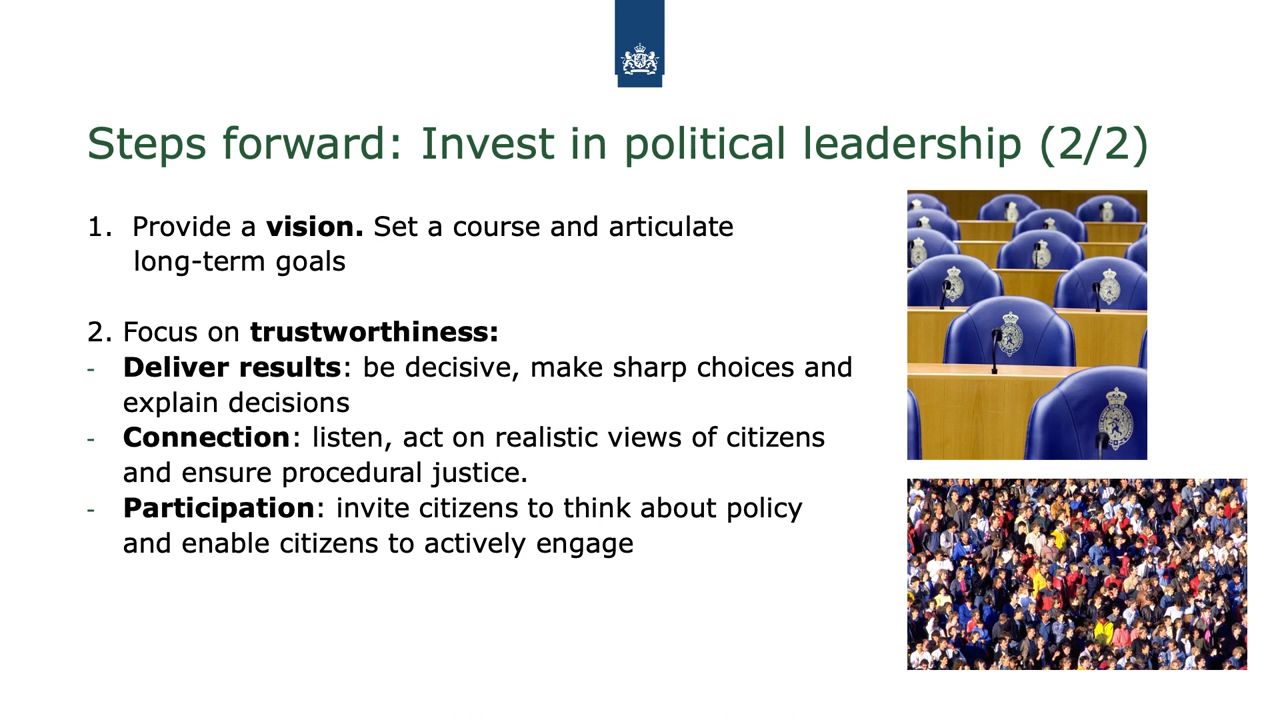 Steps forward: Invest in political leadership (2/2)
1. Provide a vision. Set a course and articulate
long-term goals
2. Focus on trustworthiness:
- Deliver results: be decisive, make sharp choices and
explain decisions
- Connection: listen, act on realistic views of citizens
and ensure procedural justice.
- Participation: invite citizens to think about policy
and enable citizens to actively engage